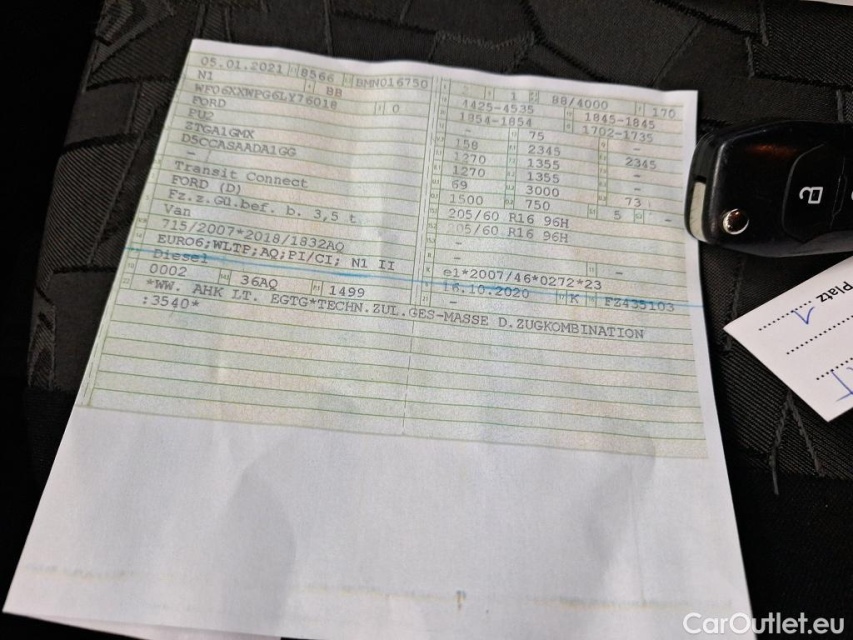 05.01.2021 8566 BMN016750
N1 BB
WF06XXWPG6LY76018 0
FORD
PU2
ZTGA1GMX
D5CCASAADA1GG
-
Transit Connect
FORD (D)
Fz.z.Gü.bef. b. 3,5 t.
Van
715/2007*2018/1832AQ
EURO6;WLTP;AQ;PI/CI; N1 II
Diesel
0002 36AQ 1499
*WW. AHK LT. EGTG*TECHN.ZUL.GES-MASSE D.ZUGKOMBINATION
:3540*
1 88/4000 170
4425-4535 1845-1845
1854-1854 1702-1735
- 75 -
158 2345 2345
1270 1355 -
1270 1355 -
69 3000 73
1500 750 5 -
205/60 R16 96H
205/60 R16 96H
-
- -
e1*2007/46*0272*23
16.10.2020 K FZ435103
-
Platz
CarOutlet.eu